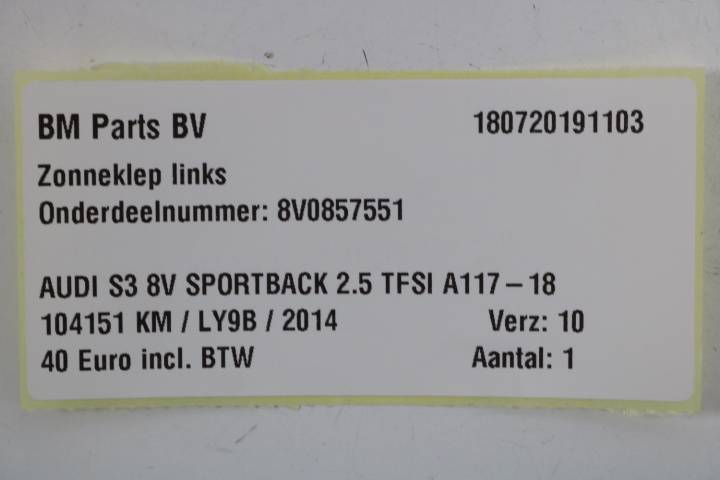 BM Parts BV 180720191103
Zonneklep links
Onderdeelnummer: 8V0857551
AUDI S3 8V SPORTBACK 2.5 TFSI A117 – 18
104151 KM / LY9B / 2014 Verz: 10
40 Euro incl. BTW Aantal: 1